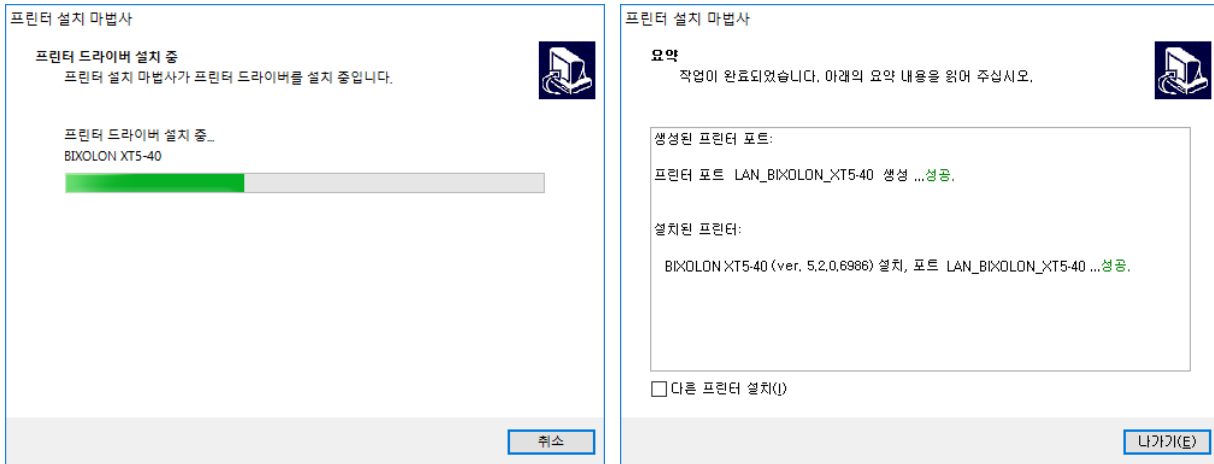 프린터 설치 마법사
프린터 드라이버 설치 중
프린터 설치 마법사가 프린터 드라이버를 설치 중입니다.
프린터 드라이버 설치 중...
BIXOLON XT5-40
취소
프린터 설치 마법사
요약
작업이 완료되었습니다. 아래의 요약 내용을 읽어 주십시오.
생성된 프린터 포트:
프린터 포트 LAN_BIXOLON_XT5-40 생성 ...성공.
설치된 프린터:
BIXOLON XT5-40 (ver. 5.2.0.6986) 설치, 포트 LAN_BIXOLON_XT5-40 ...성공.
다른 프린터 설치(I)
나가기(E)